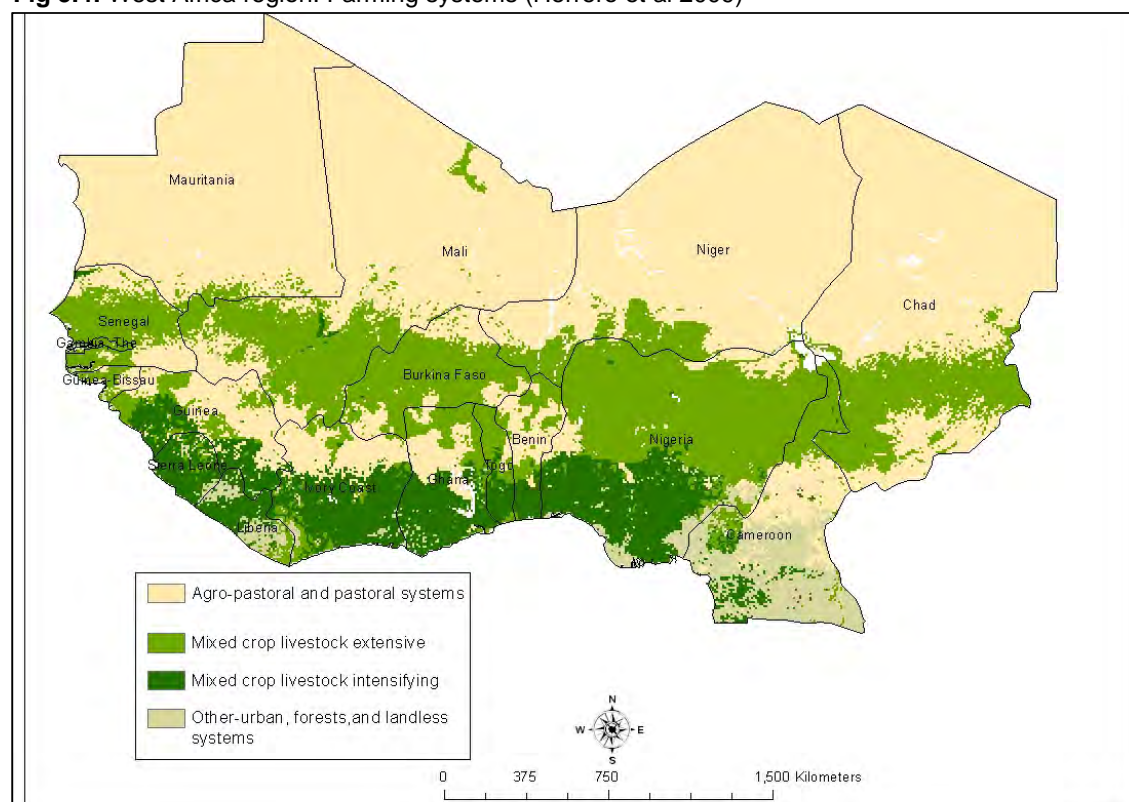 Fig West Africa region: Farming systems (Herrero et al 2009)
Mauritania
Mali
Niger
Chad
Senegal
Gambia, The
Guinea-Bissau
Guinea
Burkina Faso
Benin
Nigeria
Sierra Leone
Ivory Coast
Ghana
Togo
Liberia
Cameroon
Agro-pastoral and pastoral systems
Mixed crop livestock extensive
Mixed crop livestock intensifying
Other-urban, forests,and landless
systems
N
W
E
S
0 375 750 1,500 Kilometers